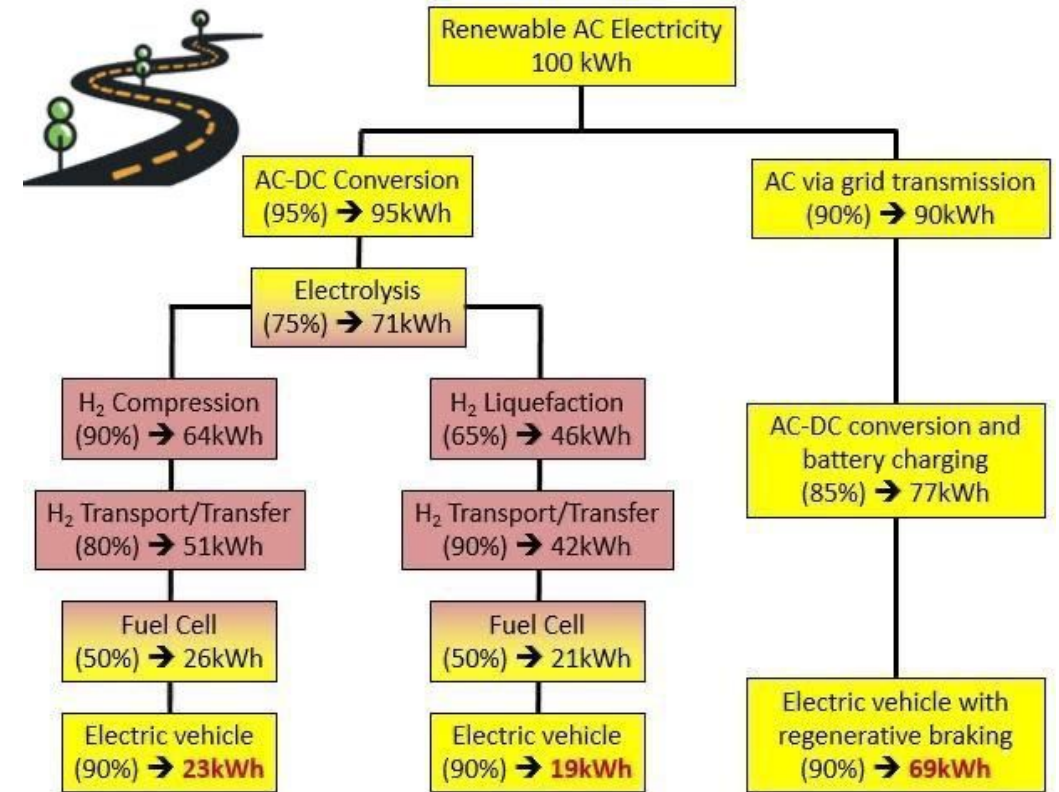 Renewable AC Electricity
100 kWh
AC-DC Conversion
(95%) ➔ 95kWh
AC via grid transmission
(90%) ➔ 90kWh
Electrolysis
(75%) ➔ 71kWh
H₂ Compression
(90%) ➔ 64kWh
H₂ Liquefaction
(65%) ➔ 46kWh
AC-DC conversion and
battery charging
(85%) ➔ 77kWh
H₂ Transport/Transfer
(80%) ➔ 51kWh
H₂ Transport/Transfer
(90%) ➔ 42kWh
Fuel Cell
(50%) ➔ 26kWh
Fuel Cell
(50%) ➔ 21kWh
Electric vehicle
(90%) ➔ 23kWh
Electric vehicle
(90%) ➔ 19kWh
Electric vehicle with
regenerative braking
(90%) ➔ 69kWh